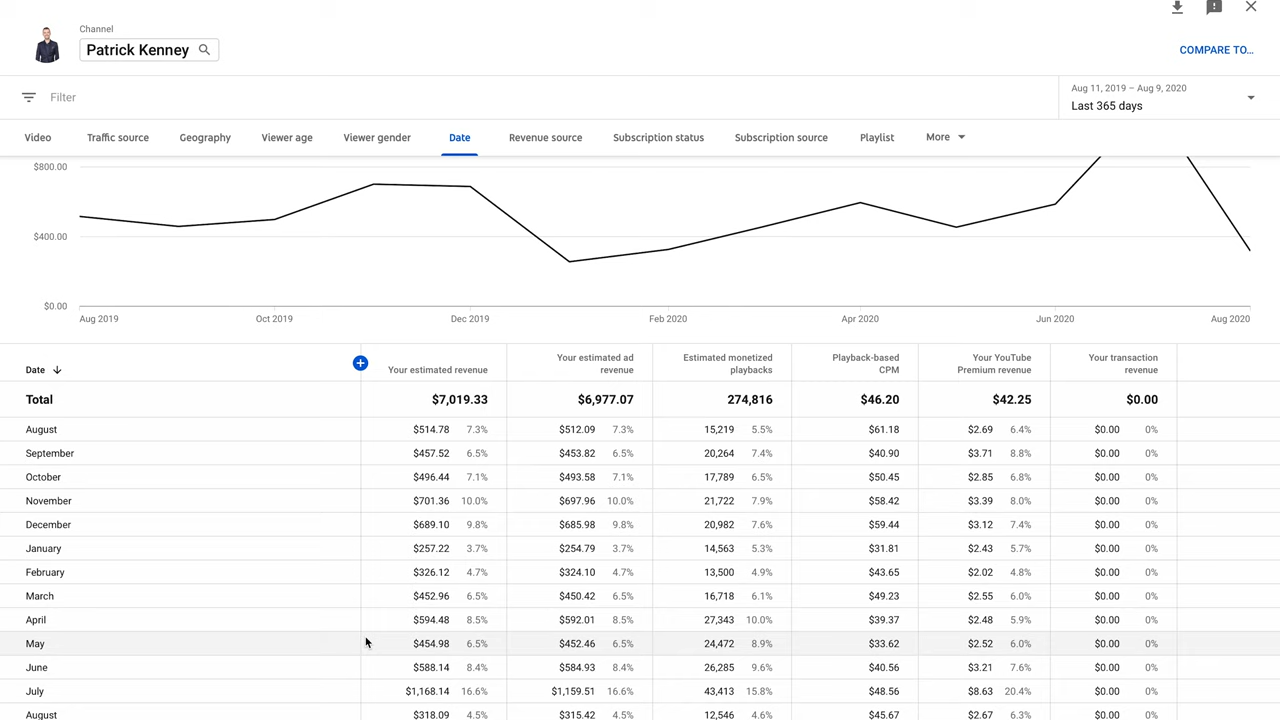 Channel
Patrick Kenney
COMPARE TO...
Filter
Aug 11, 2019 – Aug 9, 2020
Last 365 days
Video Traffic source Geography Viewer age Viewer gender Date Revenue source Subscription status Subscription source Playlist More
$800.00
$400.00
$0.00
Aug 2019 Oct 2019 Dec 2019 Feb 2020 Apr 2020 Jun 2020 Aug 2020
Date Your estimated revenue Your estimated ad revenue Estimated monetized playbacks Playback-based CPM Your YouTube Premium revenue Your transaction revenue
Total $7,019.33 $6,977.07 274,816 $46.20 $42.25 $0.00
August $514.78 7.3% $512.09 7.3% 15,219 5.5% $61.18 $2.69 6.4% $0.00 0%
September $457.52 6.5% $453.82 6.5% 20,264 7.4% $40.90 $3.71 8.8% $0.00 0%
October $496.44 7.1% $493.58 7.1% 17,789 6.5% $50.45 $2.85 6.8% $0.00 0%
November $701.36 10.0% $697.96 10.0% 21,722 7.9% $58.42 $3.39 8.0% $0.00 0%
December $689.10 9.8% $685.98 9.8% 20,982 7.6% $59.44 $3.12 7.4% $0.00 0%
January $257.22 3.7% $254.79 3.7% 14,563 5.3% $31.81 $2.43 5.7% $0.00 0%
February $326.12 4.7% $324.10 4.7% 13,500 4.9% $43.65 $2.02 4.8% $0.00 0%
March $452.96 6.5% $450.42 6.5% 16,718 6.1% $49.23 $2.55 6.0% $0.00 0%
April $594.48 8.5% $592.01 8.5% 27,343 10.0% $39.37 $2.48 5.9% $0.00 0%
May $454.98 6.5% $452.46 6.5% 24,472 8.9% $33.62 $2.52 6.0% $0.00 0%
June $588.14 8.4% $584.93 8.4% 26,285 9.6% $40.56 $3.21 7.6% $0.00 0%
July $1,168.14 16.6% $1,159.51 16.6% 43,413 15.8% $48.56 $8.63 20.4% $0.00 0%
August $318.09 4.5% $315.42 4.5% 12,546 4.6% $45.67 $2.67 6.3% $0.00 0%